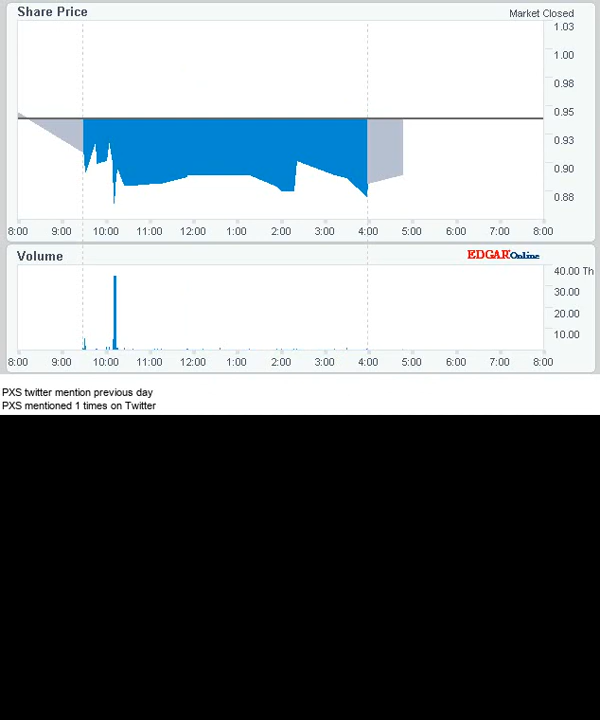 Share Price
Market Closed
1.03
1.00
0.98
0.95
0.93
0.90
0.88
8:00 9:00 10:00 11:00 12:00 1:00 2:00 3:00 4:00 5:00 6:00 7:00 8:00
Volume
EDGAR Online
40.00 Th
30.00
20.00
10.00
8:00 9:00 10:00 11:00 12:00 1:00 2:00 3:00 4:00 5:00 6:00 7:00 8:00
PXS twitter mention previous day
PXS mentioned 1 times on Twitter